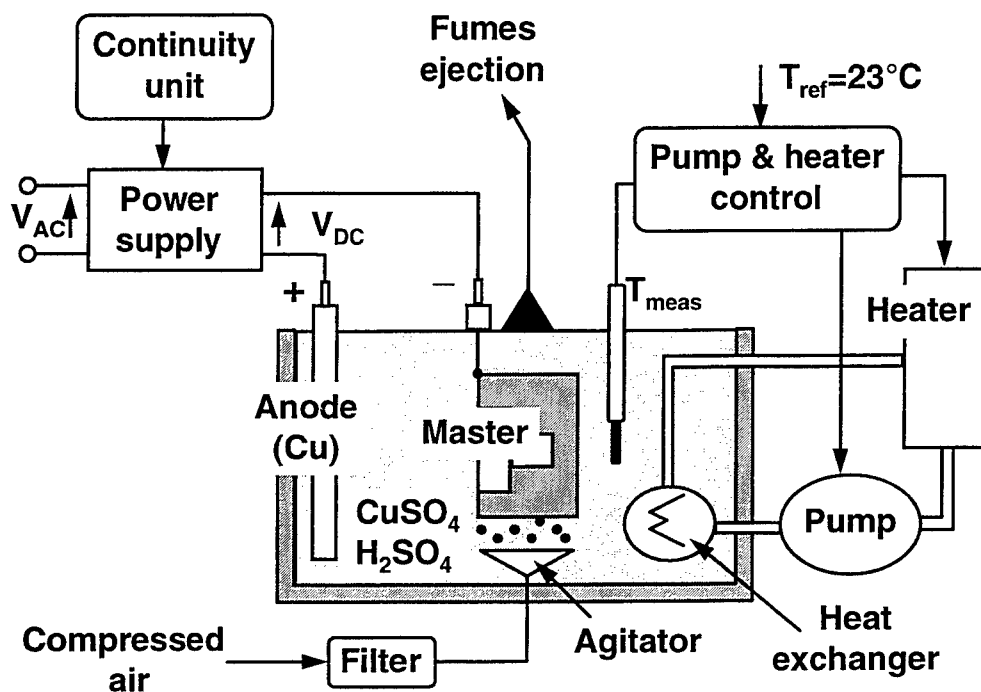 Continuity
unit
Fumes
ejection
T_ref=23°C
Pump & heater
control
V_AC
Power
supply
V_DC
+
−
T_meas
Heater
Anode
(Cu)
Master
CuSO₄
H₂SO₄
Pump
Agitator
Heat
exchanger
Compressed
air
Filter